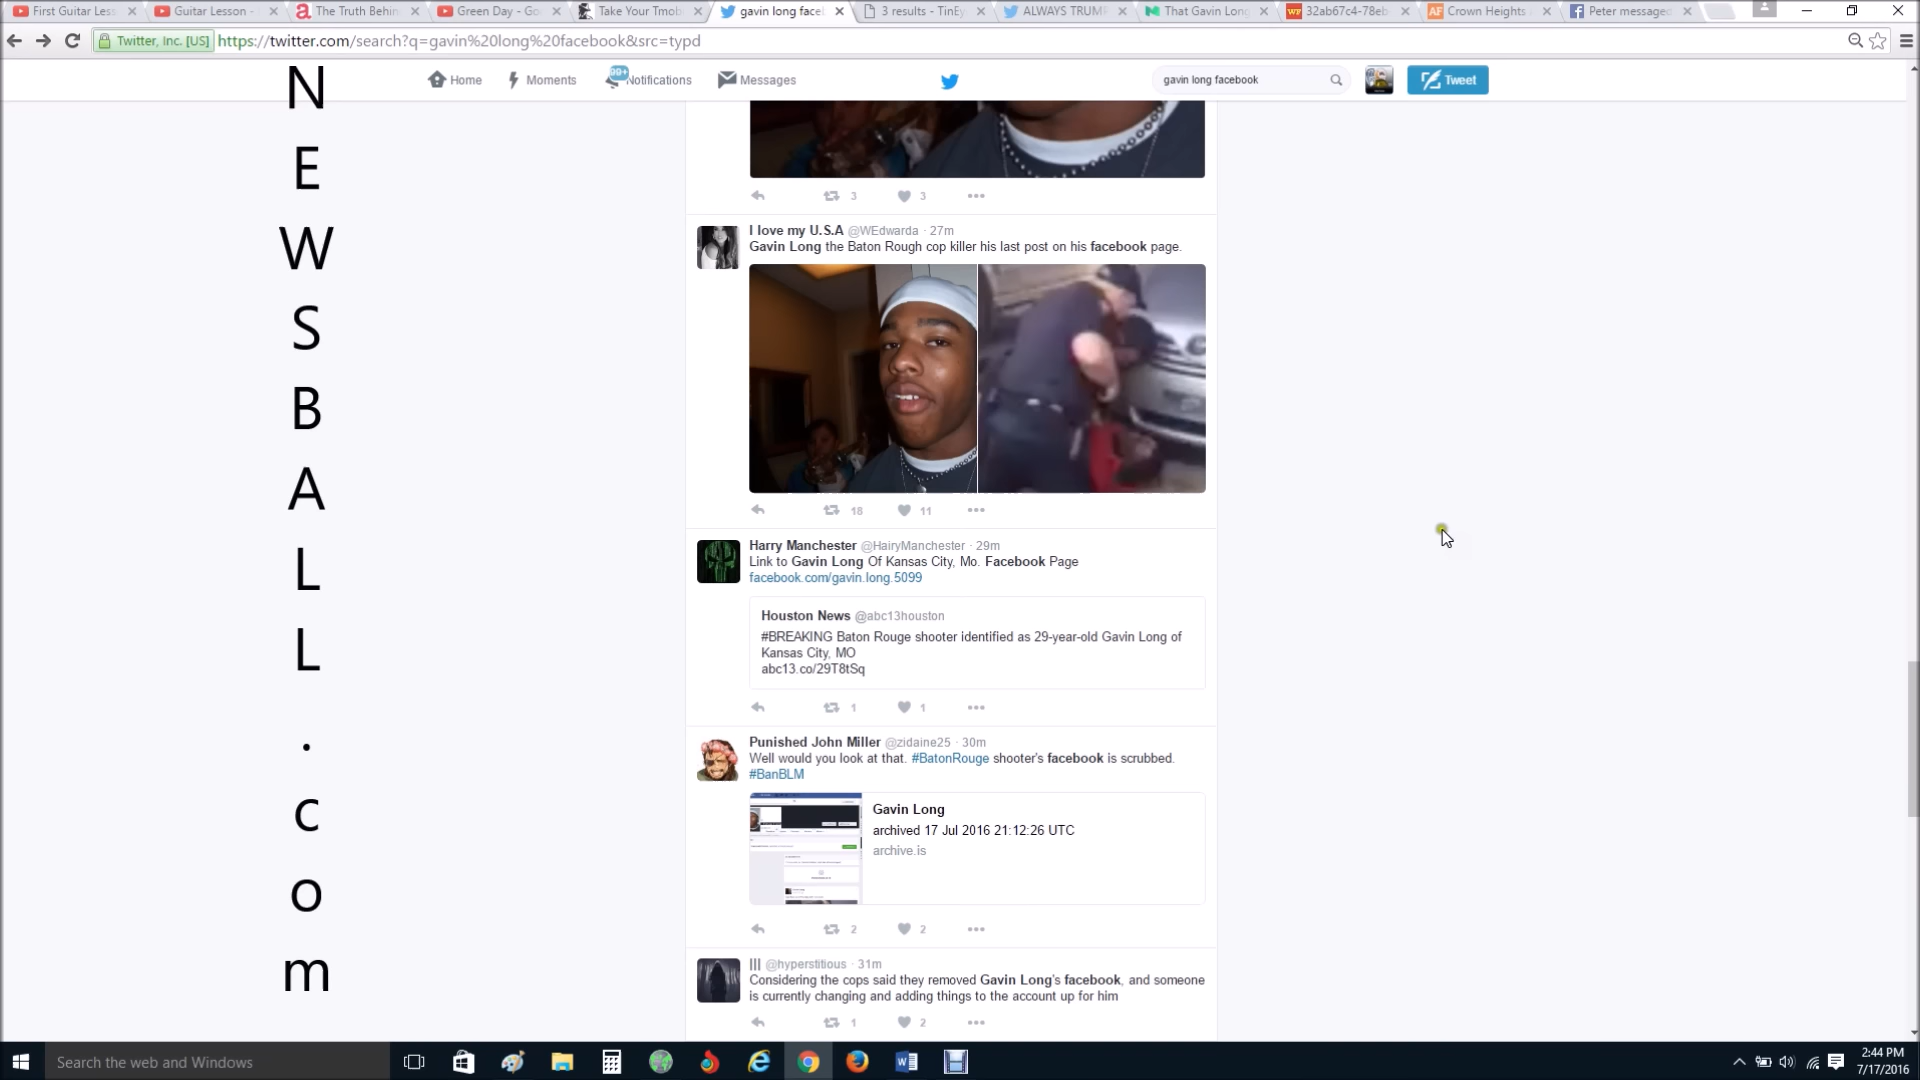 First Guitar Less
Guitar Lesson -
The Truth Behin
Green Day - Go
Take Your Tmob
gavin long facel
3 results - TinEy
ALWAYS TRUM
That Gavin Long
32ab67c4-78eb
Crown Heights
Peter messaged
Twitter, Inc. [US]
https://twitter.com/search?q=gavin%20long%20facebook&src=typd
Home
Moments
99+
Notifications
Messages
gavin long facebook
Tweet
N
E
W
S
B
A
L
L
.
c
o
m
3
3
I love my U.S.A @WEdwarda · 27m
Gavin Long the Baton Rough cop killer his last post on his facebook page.
18
11
Harry Manchester @HairyManchester · 29m
Link to Gavin Long Of Kansas City, Mo. Facebook Page
facebook.com/gavin.long.5099
Houston News @abc13houston
#BREAKING Baton Rouge shooter identified as 29-year-old Gavin Long of
Kansas City, MO
abc13.co/29T8tSq
1
1
Punished John Miller @zidaine25 · 30m
Well would you look at that. #BatonRouge shooter's facebook is scrubbed.
#BanBLM
Gavin Long
archived 17 Jul 2016 21:12:26 UTC
archive.is
2
2
||| @hyperstitious · 31m
Considering the cops said they removed Gavin Long's facebook, and someone
is currently changing and adding things to the account up for him
1
2
Search the web and Windows
2:44 PM
7/17/2016